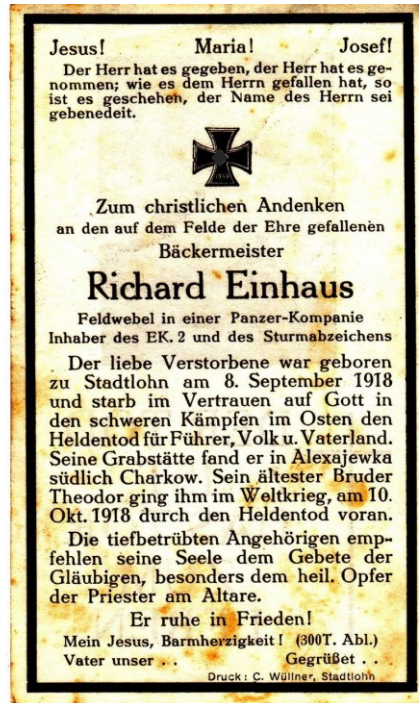 Jesus! Maria! Josef!
Der Herr hat es gegeben, der Herr hat es ge-
nommen; wie es dem Herrn gefallen hat, so
ist es geschehen, der Name des Herrn sei
gebenedeit.
Zum christlichen Andenken
an den auf dem Felde der Ehre gefallenen
Bäckermeister
Richard Einhaus
Feldwebel in einer Panzer-Kompanie
Inhaber des EK. 2 und des Sturmabzeichens
Der liebe Verstorbene war geboren
zu Stadtlohn am 8. September 1918
und starb im Vertrauen auf Gott in
den schweren Kämpfen im Osten den
Heldentod für Führer, Volk u. Vaterland.
Seine Grabstätte fand er in Alexajewka
südlich Charkow. Sein ältester Bruder
Theodor ging ihm im Weltkrieg, am 10.
Okt. 1918 durch den Heldentod voran.
Die tiefbetrübten Angehörigen emp-
fehlen seine Seele dem Gebete der
Gläubigen, besonders dem heil. Opfer
der Priester am Altare.
Er ruhe in Frieden!
Mein Jesus, Barmherzigkeit! (300T. Abl.)
Vater unser . . Gegrüßet . .
Druck: C. Wüllner, Stadtlohn